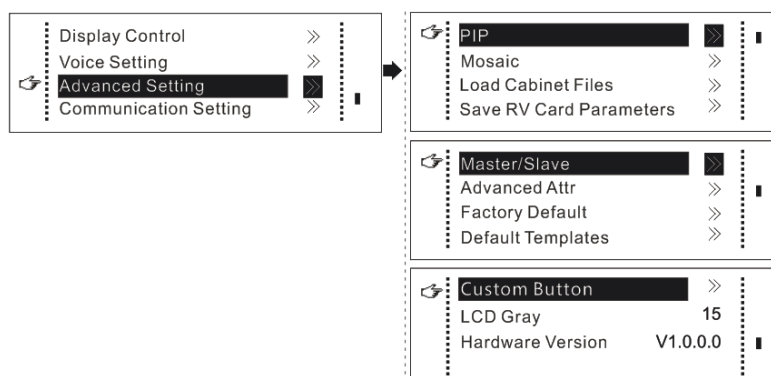 Display Control
Voice Setting
Advanced Setting
Communication Setting
PIP
Mosaic
Load Cabinet Files
Save RV Card Parameters
Master/Slave
Advanced Attr
Factory Default
Default Templates
Custom Button
LCD Gray 15
Hardware Version V1.0.0.0